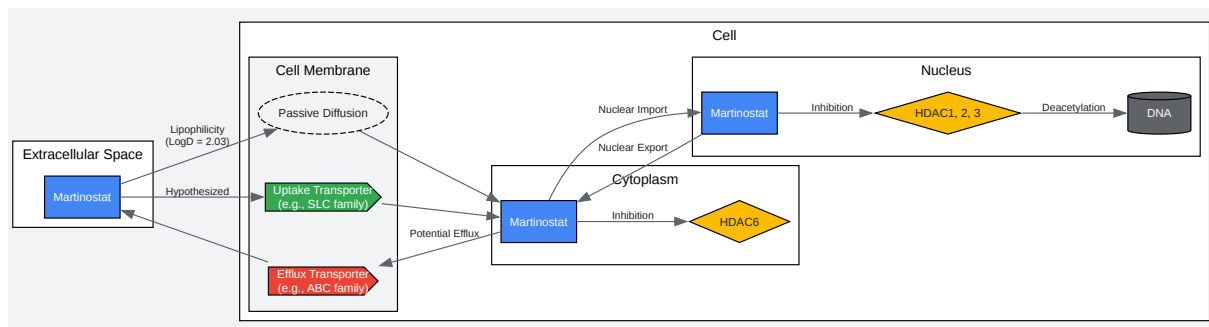 Cell
Cell Membrane
Nucleus
Passive Diffusion
Nuclear Import
Martinostat
Inhibition
HDAC1, 2, 3
Deacetylation
DNA
Lipophilicity
(LogD = 2.03)
Extracellular Space
Nuclear Export
Cytoplasm
Martinostat
Hypothesized
Uptake Transporter
(e.g., SLC family)
Martinostat
Inhibition
HDAC6
Potential Efflux
Efflux Transporter
(e.g., ABC family)